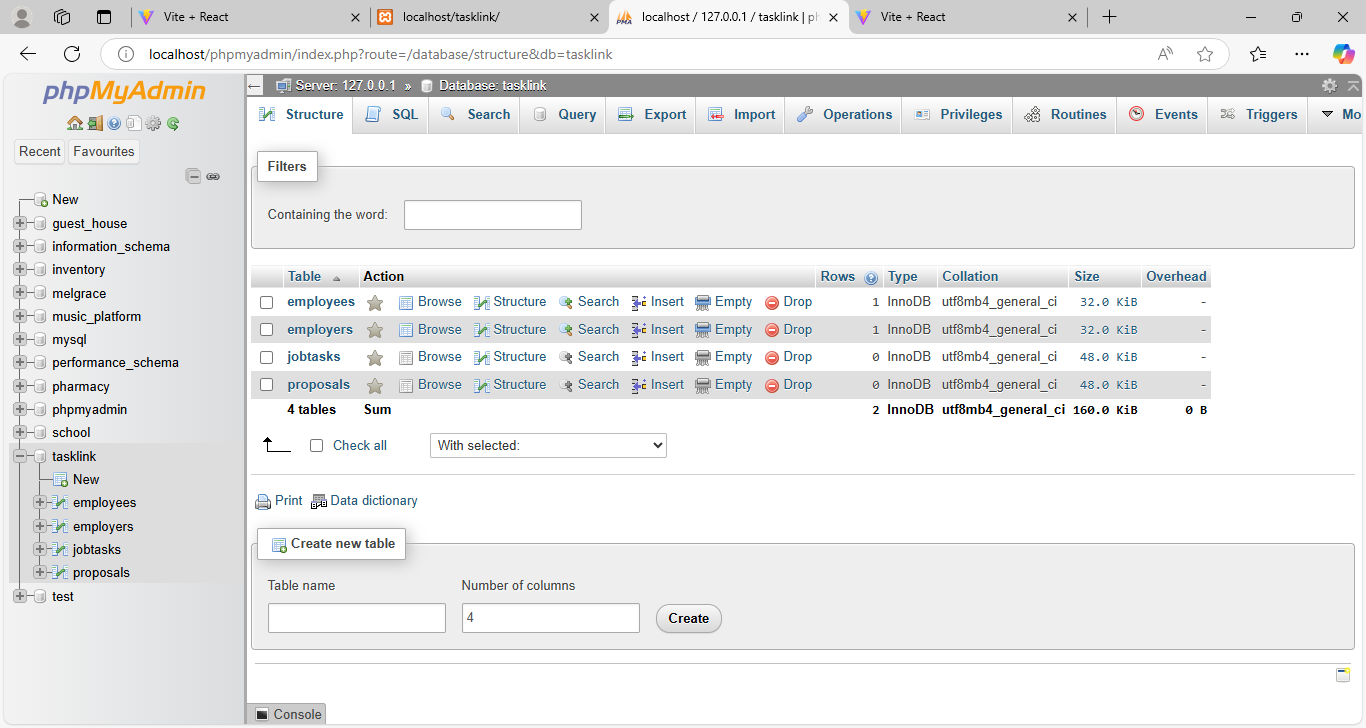 Vite + React
localhost/tasklink/
localhost / 127.0.0.1 / tasklink | ph
Vite + React
localhost/phpmyadmin/index.php?route=/database/structure&db=tasklink
phpMyAdmin
Recent
Favourites
New
guest_house
information_schema
inventory
melgrace
music_platform
mysql
performance_schema
pharmacy
phpmyadmin
school
tasklink
New
employees
employers
jobtasks
proposals
test
Server: 127.0.0.1 » Database: tasklink
Structure SQL Search Query Export Import Operations Privileges Routines Events Triggers Mo
Filters
Containing the word:
Table Action Rows Type Collation Size Overhead
employees Browse Structure Search Insert Empty Drop 1 InnoDB utf8mb4_general_ci 32.0 KiB -
employers Browse Structure Search Insert Empty Drop 1 InnoDB utf8mb4_general_ci 32.0 KiB -
jobtasks Browse Structure Search Insert Empty Drop 0 InnoDB utf8mb4_general_ci 48.0 KiB -
proposals Browse Structure Search Insert Empty Drop 0 InnoDB utf8mb4_general_ci 48.0 KiB -
4 tables Sum 2 InnoDB utf8mb4_general_ci 160.0 KiB 0 B
Check all With selected:
Print Data dictionary
Create new table
Table name Number of columns
4 Create
Console